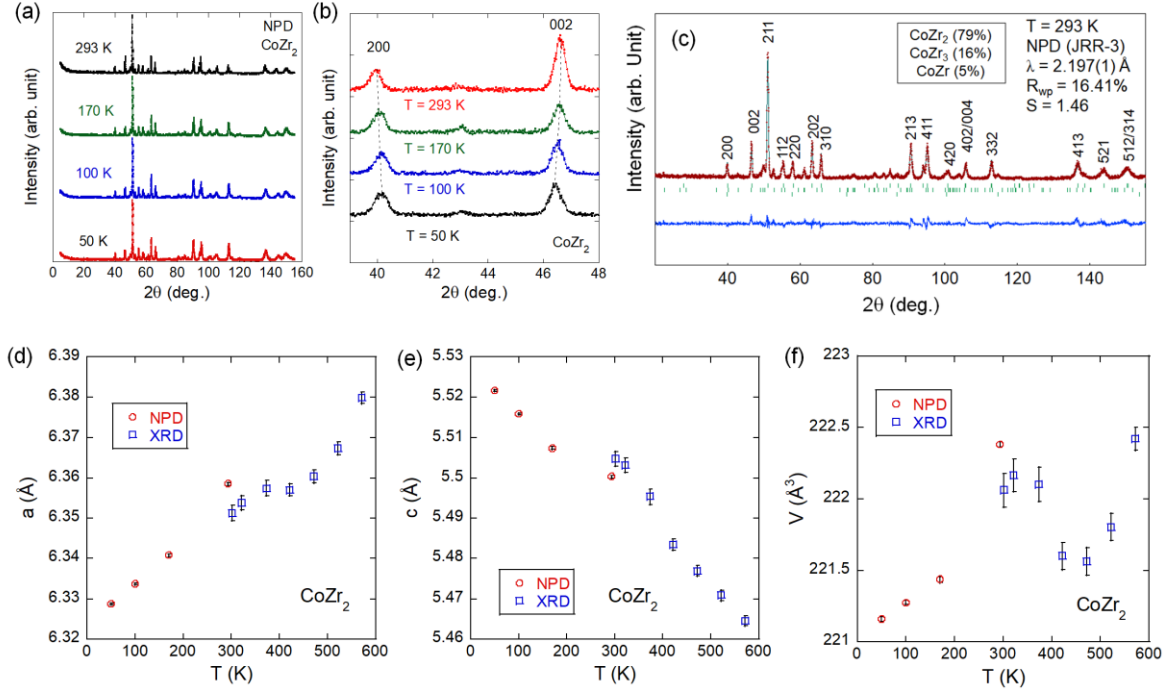 (a)
NPD
CoZr₂
293 K
170 K
100 K
50 K
Intensity (arb. unit)
0 20 40 60 80 100 120 140 160
2θ (deg.)
(b)
200
002
T = 293 K
T = 170 K
T = 100 K
T = 50 K
CoZr₂
Intensity (arb. unit)
40 42 44 46 48
2θ (deg.)
(c)
CoZr₂ (79%)
CoZr₃ (16%)
CoZr (5%)
T = 293 K
NPD (JRR-3)
λ = 2.197(1) Å
R_wp = 16.41%
S = 1.46
200
002
211
112
220
202
310
213
411
420
402/004
332
413
521
512/314
Intensity (arb. Unit)
40 60 80 100 120 140
2θ (deg.)
(d)
6.39
6.38
6.37
6.36
6.35
6.34
6.33
6.32
a (Å)
NPD
XRD
CoZr₂
0 100 200 300 400 500 600
T (K)
(e)
5.53
5.52
5.51
5.5
5.49
5.48
5.47
5.46
c (Å)
NPD
XRD
CoZr₂
0 100 200 300 400 500 600
T (K)
(f)
223
222.5
222
221.5
221
V (Å³)
NPD
XRD
CoZr₂
0 100 200 300 400 500 600
T (K)